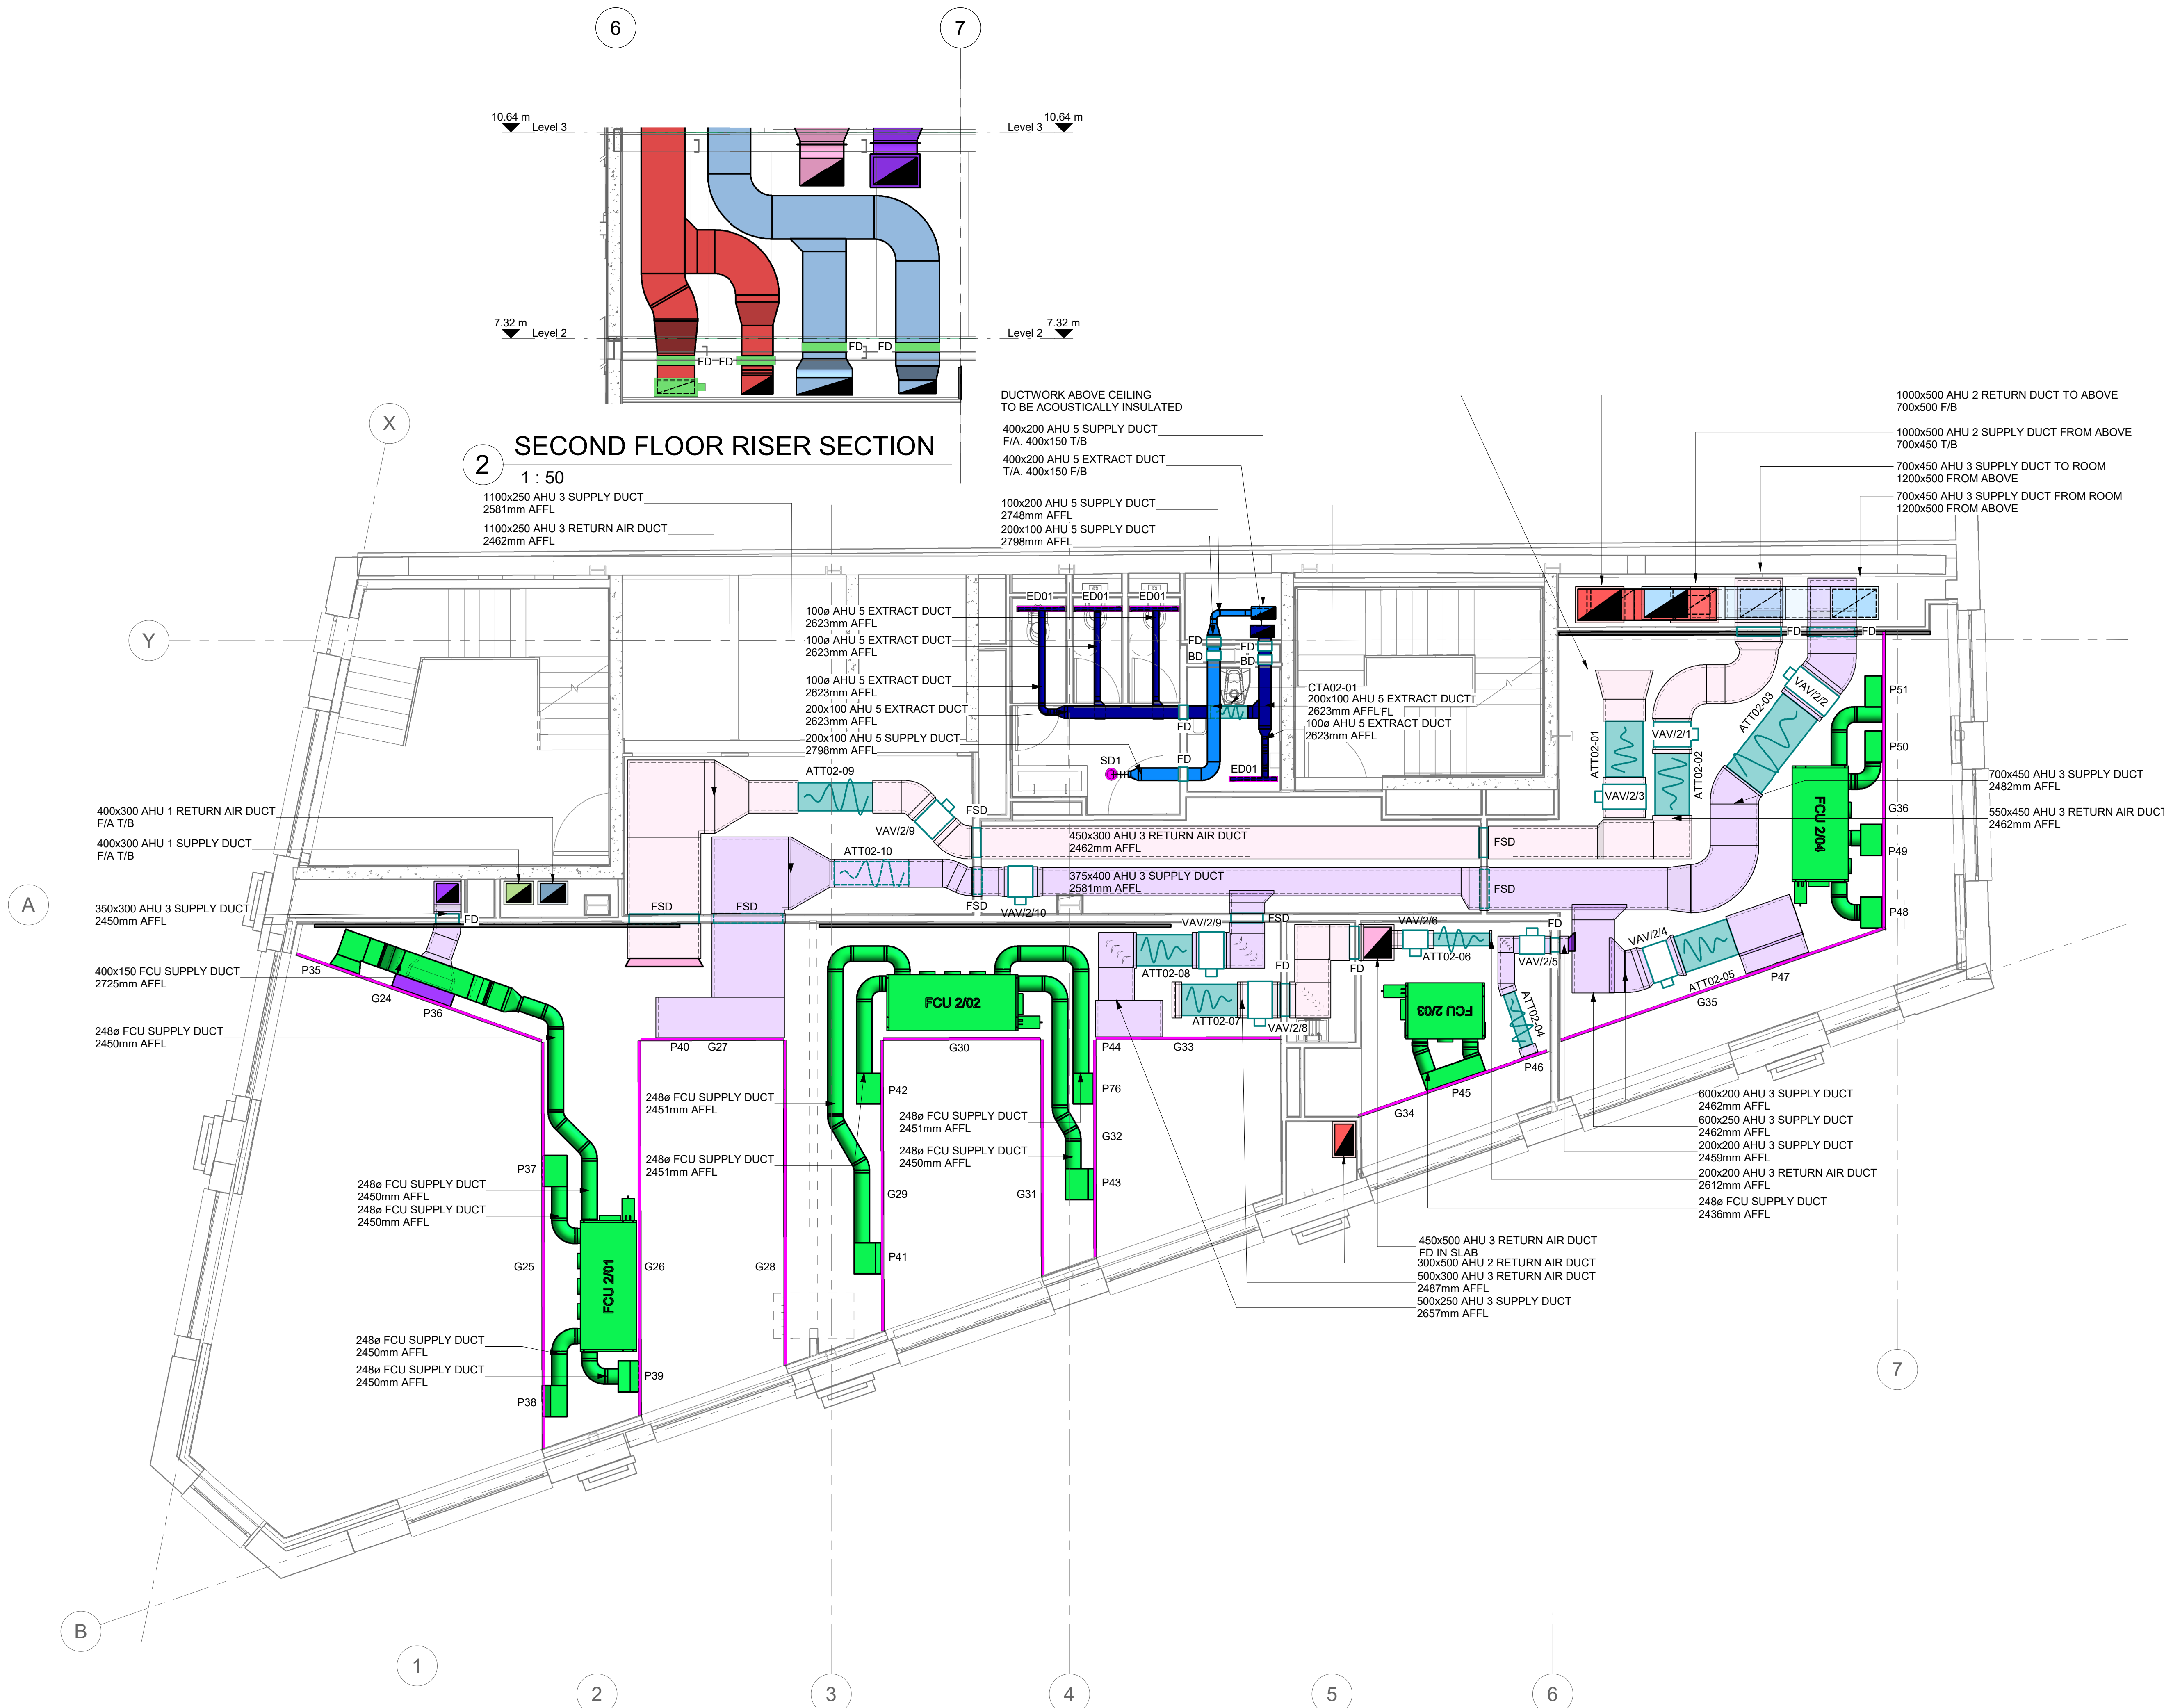 6
7
10.64 m
Level 3
10.64 m
Level 3
7.32 m
Level 2
7.32 m
Level 2
FD
FD
FD
FD
2
SECOND FLOOR RISER SECTION
1 : 50
X
Y
A
B
DUCTWORK ABOVE CEILING
TO BE ACOUSTICALLY INSULATED
400x200 AHU 5 SUPPLY DUCT
F/A. 400x150 T/B
400x200 AHU 5 EXTRACT DUCT
T/A. 400x150 F/B
100x200 AHU 5 SUPPLY DUCT
2748mm AFFL
200x100 AHU 5 SUPPLY DUCT
2798mm AFFL
1000x500 AHU 2 RETURN DUCT TO ABOVE
700x500 F/B
1000x500 AHU 2 SUPPLY DUCT FROM ABOVE
700x450 T/B
700x450 AHU 3 SUPPLY DUCT TO ROOM
1200x500 FROM ABOVE
700x450 AHU 3 SUPPLY DUCT FROM ROOM
1200x500 FROM ABOVE
1100x250 AHU 3 SUPPLY DUCT
2581mm AFFL
1100x250 AHU 3 RETURN AIR DUCT
2462mm AFFL
100ø AHU 5 EXTRACT DUCT
2623mm AFFL
100ø AHU 5 EXTRACT DUCT
2623mm AFFL
100ø AHU 5 EXTRACT DUCT
2623mm AFFL
200x100 AHU 5 EXTRACT DUCT
2623mm AFFL
200x100 AHU 5 SUPPLY DUCT
2798mm AFFL
ED01
ED01
ED01
FD
BD
FD
BD
FD
FD
SD1
ED01
CTA02-01
200x100 AHU 5 EXTRACT DUCT
2623mm AFFL
100ø AHU 5 EXTRACT DUCT
2623mm AFFL
FD
FD
ATT02-01
ATT02-02
ATT02-03
VAV/2/1
VAV/2/2
VAV/2/3
P51
P50
G36
P49
P48
FCU 2/04
700x450 AHU 3 SUPPLY DUCT
2482mm AFFL
550x450 AHU 3 RETURN AIR DUCT
2462mm AFFL
ATT02-09
VAV/2/9
FSD
450x300 AHU 3 RETURN AIR DUCT
2462mm AFFL
FSD
ATT02-10
FSD
VAV/2/10
375x400 AHU 3 SUPPLY DUCT
2581mm AFFL
FSD
400x300 AHU 1 RETURN AIR DUCT
F/A T/B
400x300 AHU 1 SUPPLY DUCT
F/A T/B
350x300 AHU 3 SUPPLY DUCT
2450mm AFFL
400x150 FCU SUPPLY DUCT
2725mm AFFL
248ø FCU SUPPLY DUCT
2450mm AFFL
FD
FSD
FSD
P35
G24
P36
P40
G27
FCU 2/02
VAV/2/9
FSD
ATT02-08
ATT02-07
VAV/2/8
FD
FD
VAV/2/6
ATT02-06
FCU 2/03
FD
VAV/2/5
ATT02-04
VAV/2/4
ATT02-05
P47
G35
P46
P45
G34
P42
G30
P44
G33
P76
G32
P43
G29
G31
P41
248ø FCU SUPPLY DUCT
2451mm AFFL
248ø FCU SUPPLY DUCT
2451mm AFFL
248ø FCU SUPPLY DUCT
2451mm AFFL
248ø FCU SUPPLY DUCT
2450mm AFFL
P37
248ø FCU SUPPLY DUCT
2450mm AFFL
248ø FCU SUPPLY DUCT
2450mm AFFL
G25
FCU 2/01
G26
G28
248ø FCU SUPPLY DUCT
2450mm AFFL
248ø FCU SUPPLY DUCT
2450mm AFFL
P39
P38
600x200 AHU 3 SUPPLY DUCT
2462mm AFFL
600x250 AHU 3 SUPPLY DUCT
2462mm AFFL
200x200 AHU 3 SUPPLY DUCT
2459mm AFFL
200x200 AHU 3 RETURN AIR DUCT
2612mm AFFL
248ø FCU SUPPLY DUCT
2436mm AFFL
450x500 AHU 3 RETURN AIR DUCT
FD IN SLAB
300x500 AHU 2 RETURN AIR DUCT
500x300 AHU 3 RETURN AIR DUCT
2487mm AFFL
500x250 AHU 3 SUPPLY DUCT
2657mm AFFL
1
2
3
4
5
6
7